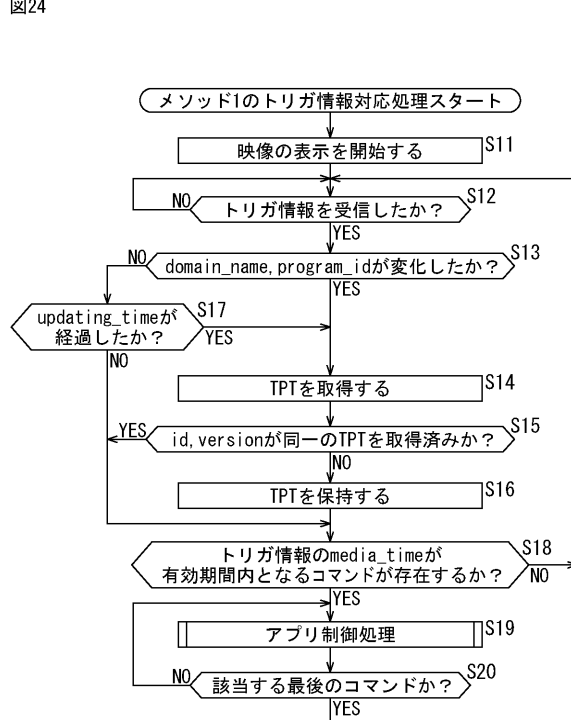 図24
メソッド1のトリガ情報対応処理スタート
映像の表示を開始する
S11
トリガ情報を受信したか？
S12
NO
YES
domain_name,program_idが変化したか？
S13
NO
YES
updating_timeが
経過したか？
S17
YES
NO
TPTを取得する
S14
id,versionが同一のTPTを取得済みか？
S15
YES
NO
TPTを保持する
S16
トリガ情報のmedia_timeが
有効期間内となるコマンドが存在するか？
S18
NO
YES
アプリ制御処理
S19
該当する最後のコマンドか？
S20
NO
YES